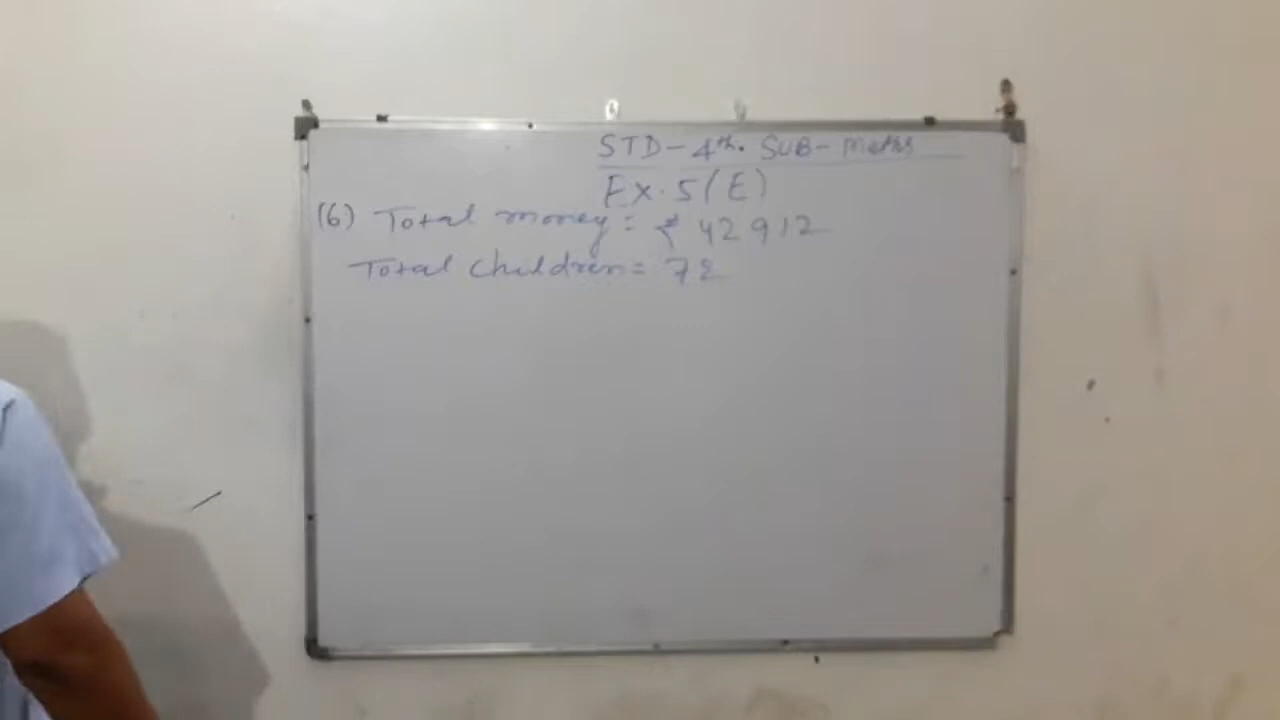 STD-4th. SUB-Maths
Ex. 5(E)
(6) Total money = ₹ 42912
Total children = 72